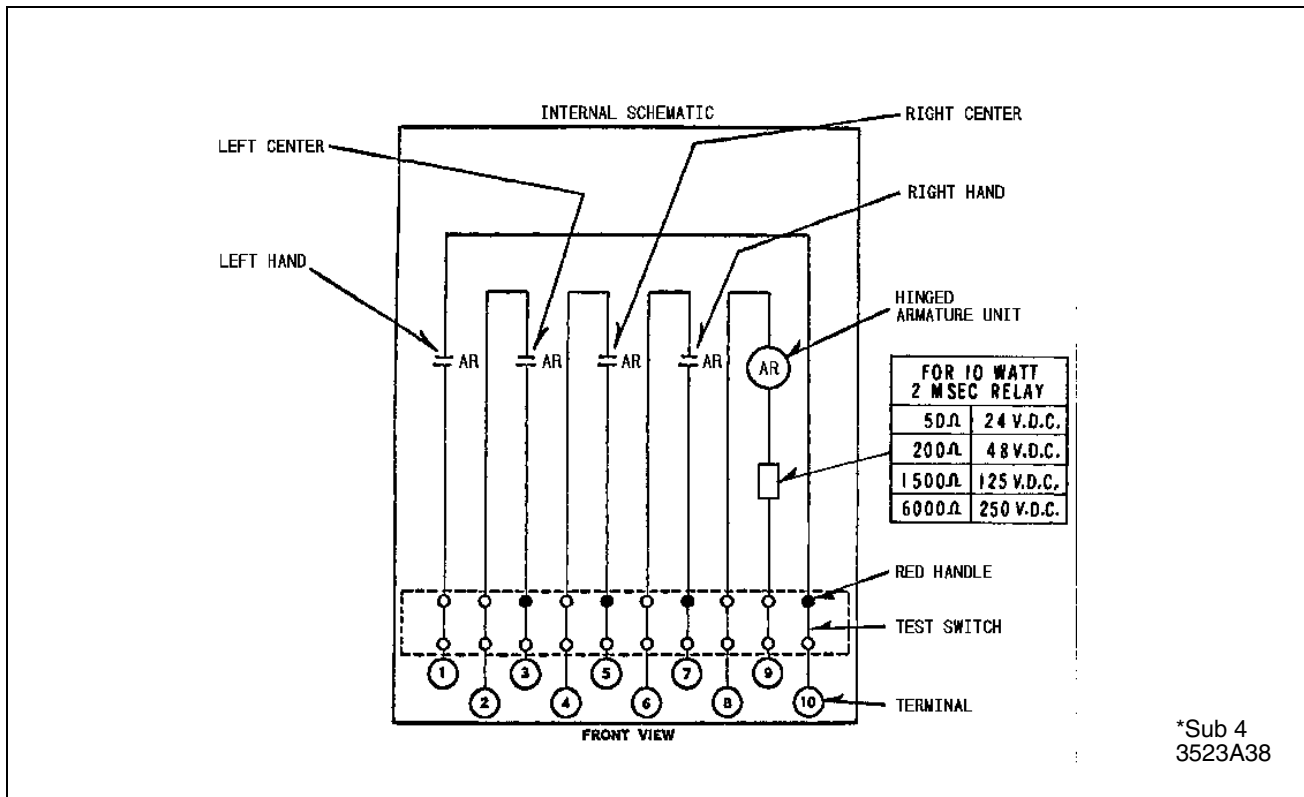 INTERNAL SCHEMATIC
RIGHT CENTER
LEFT CENTER
RIGHT HAND
LEFT HAND
HINGED
ARMATURE UNIT
AR
AR
AR
AR
AR
FOR 10 WATT
2 MSEC RELAY
50Ω 24 V.D.C.
200Ω 48 V.D.C.
1500Ω 125 V.D.C.
6000Ω 250 V.D.C.
RED HANDLE
TEST SWITCH
1 3 5 7 9
2 4 6 8 10
TERMINAL
FRONT VIEW
*Sub 4
3523A38